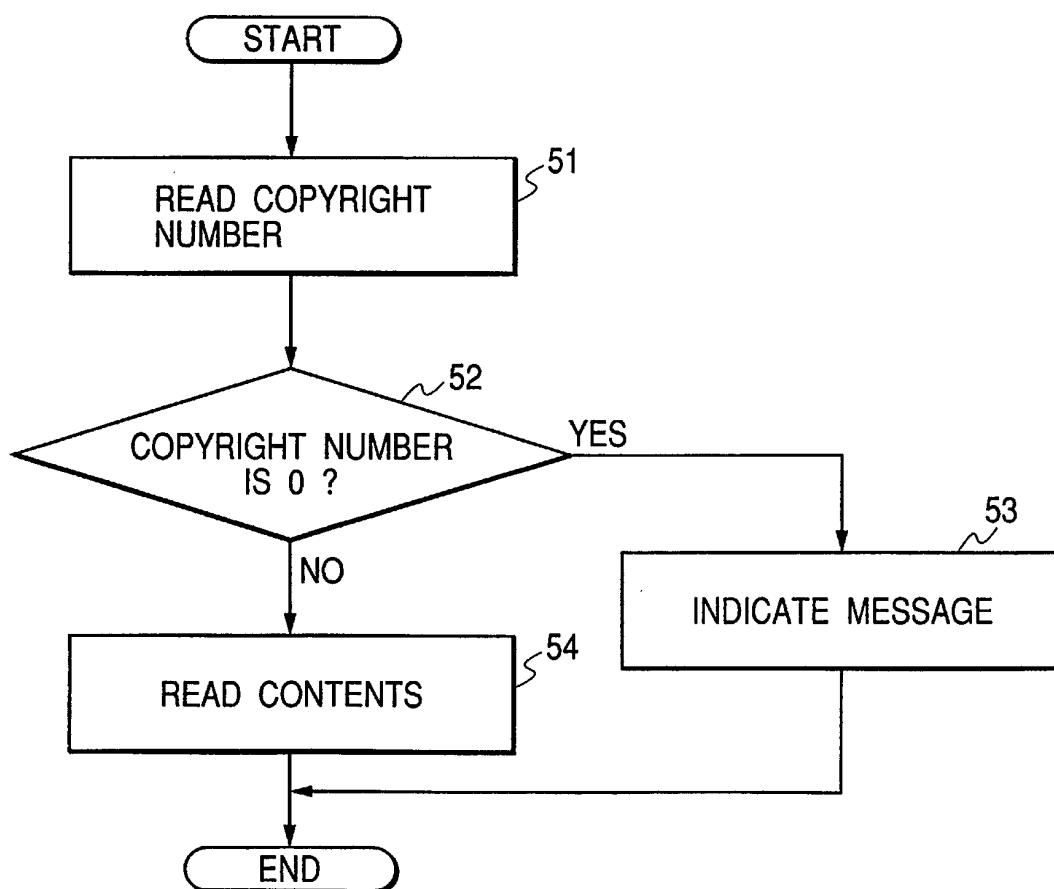 START
51
READ COPYRIGHT
NUMBER
52
COPYRIGHT NUMBER
IS 0 ?
YES
53
NO
INDICATE MESSAGE
54
READ CONTENTS
END